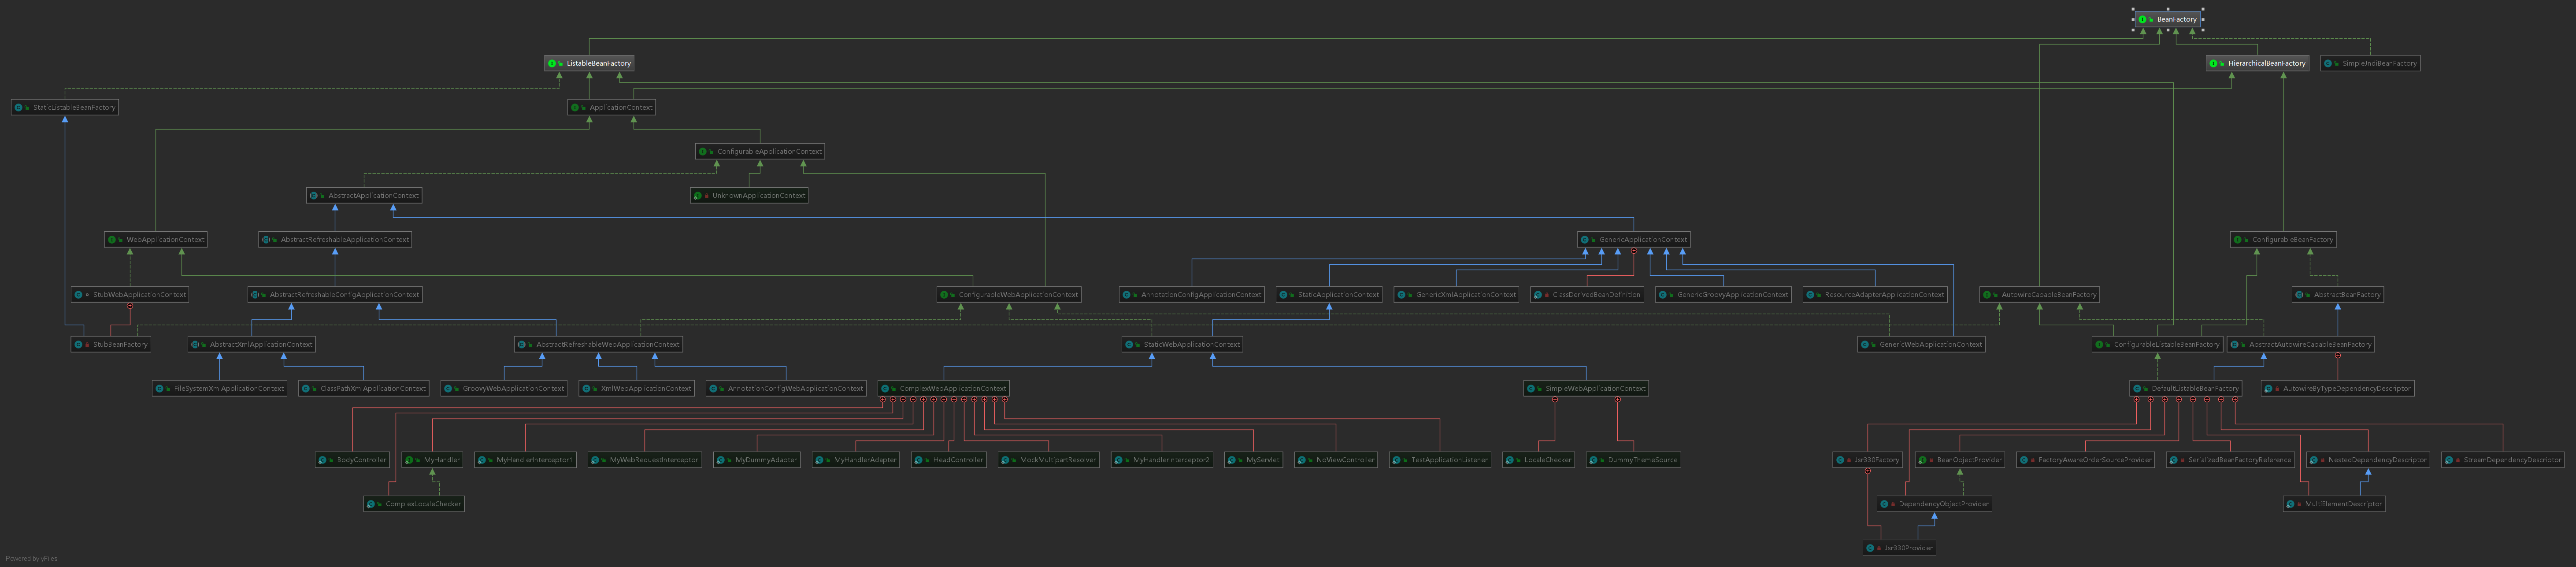 BeanFactory
ListableBeanFactory
HierarchicalBeanFactory
SimpleJndiBeanFactory
StaticListableBeanFactory
ApplicationContext
ConfigurableApplicationContext
AbstractApplicationContext
UnknownApplicationContext
WebApplicationContext
AbstractRefreshableApplicationContext
GenericApplicationContext
ConfigurableBeanFactory
StubWebApplicationContext
AbstractRefreshableConfigApplicationContext
ConfigurableWebApplicationContext
AnnotationConfigApplicationContext
StaticApplicationContext
GenericXmlApplicationContext
ClassDerivedBeanDefinition
GenericGroovyApplicationContext
ResourceAdapterApplicationContext
AutowireCapableBeanFactory
AbstractBeanFactory
StubBeanFactory
AbstractXmlApplicationContext
AbstractRefreshableWebApplicationContext
StaticWebApplicationContext
GenericWebApplicationContext
ConfigurableListableBeanFactory
AbstractAutowireCapableBeanFactory
FileSystemXmlApplicationContext
ClassPathXmlApplicationContext
GroovyWebApplicationContext
XmlWebApplicationContext
AnnotationConfigWebApplicationContext
ComplexWebApplicationContext
SimpleWebApplicationContext
DefaultListableBeanFactory
AutowireByTypeDependencyDescriptor
BodyController
MyHandler
MyHandlerInterceptor1
MyWebRequestInterceptor
MyDummyAdapter
MyHandlerAdapter
HeadController
MockMultipartResolver
MyHandlerInterceptor2
MyServlet
NoViewController
TestApplicationListener
LocaleChecker
DummyThemeSource
Jsr330Factory
BeanObjectProvider
FactoryAwareOrderSourceProvider
SerializedBeanFactoryReference
NestedDependencyDescriptor
StreamDependencyDescriptor
ComplexLocaleChecker
DependencyObjectProvider
MultiElementDescriptor
Jsr330Provider
Powered by yFiles